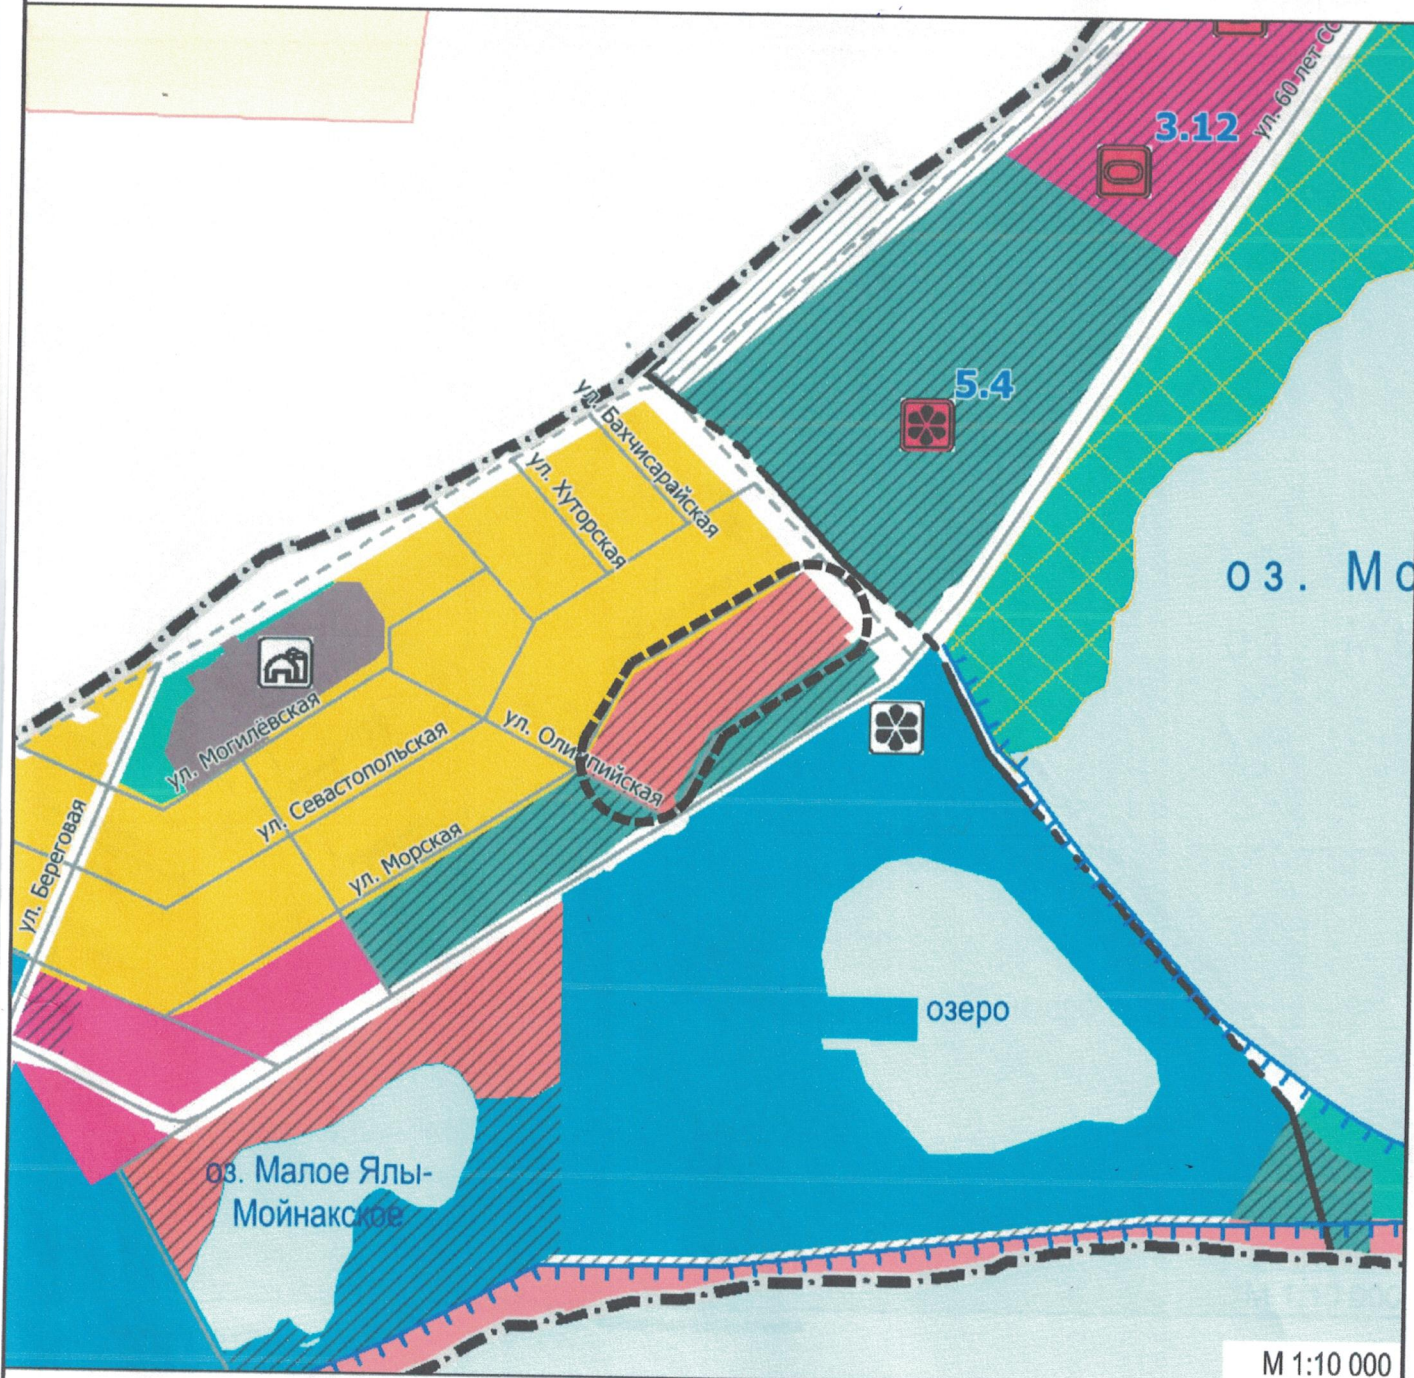 ул. 60 лет СС
3.12
5.4
ул. Бахчисарайская
ул. Хуторская
оз. Мо
ул. Олимпийская
ул. Могилёвская
ул. Севастопольская
ул. Морская
ул. Береговая
озеро
оз. Малое Ялы-
Мойнакское
М 1:10 000